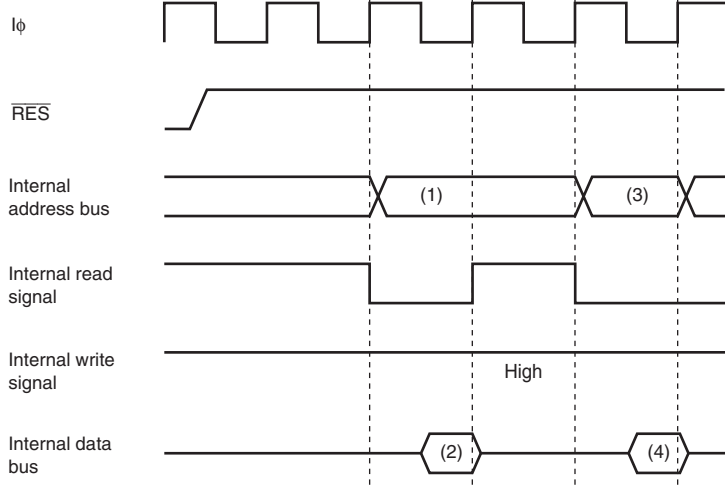 Iϕ
RES
Internal
address bus
(1)
(3)
Internal read
signal
Internal write
signal
High
Internal data
bus
(2)
(4)